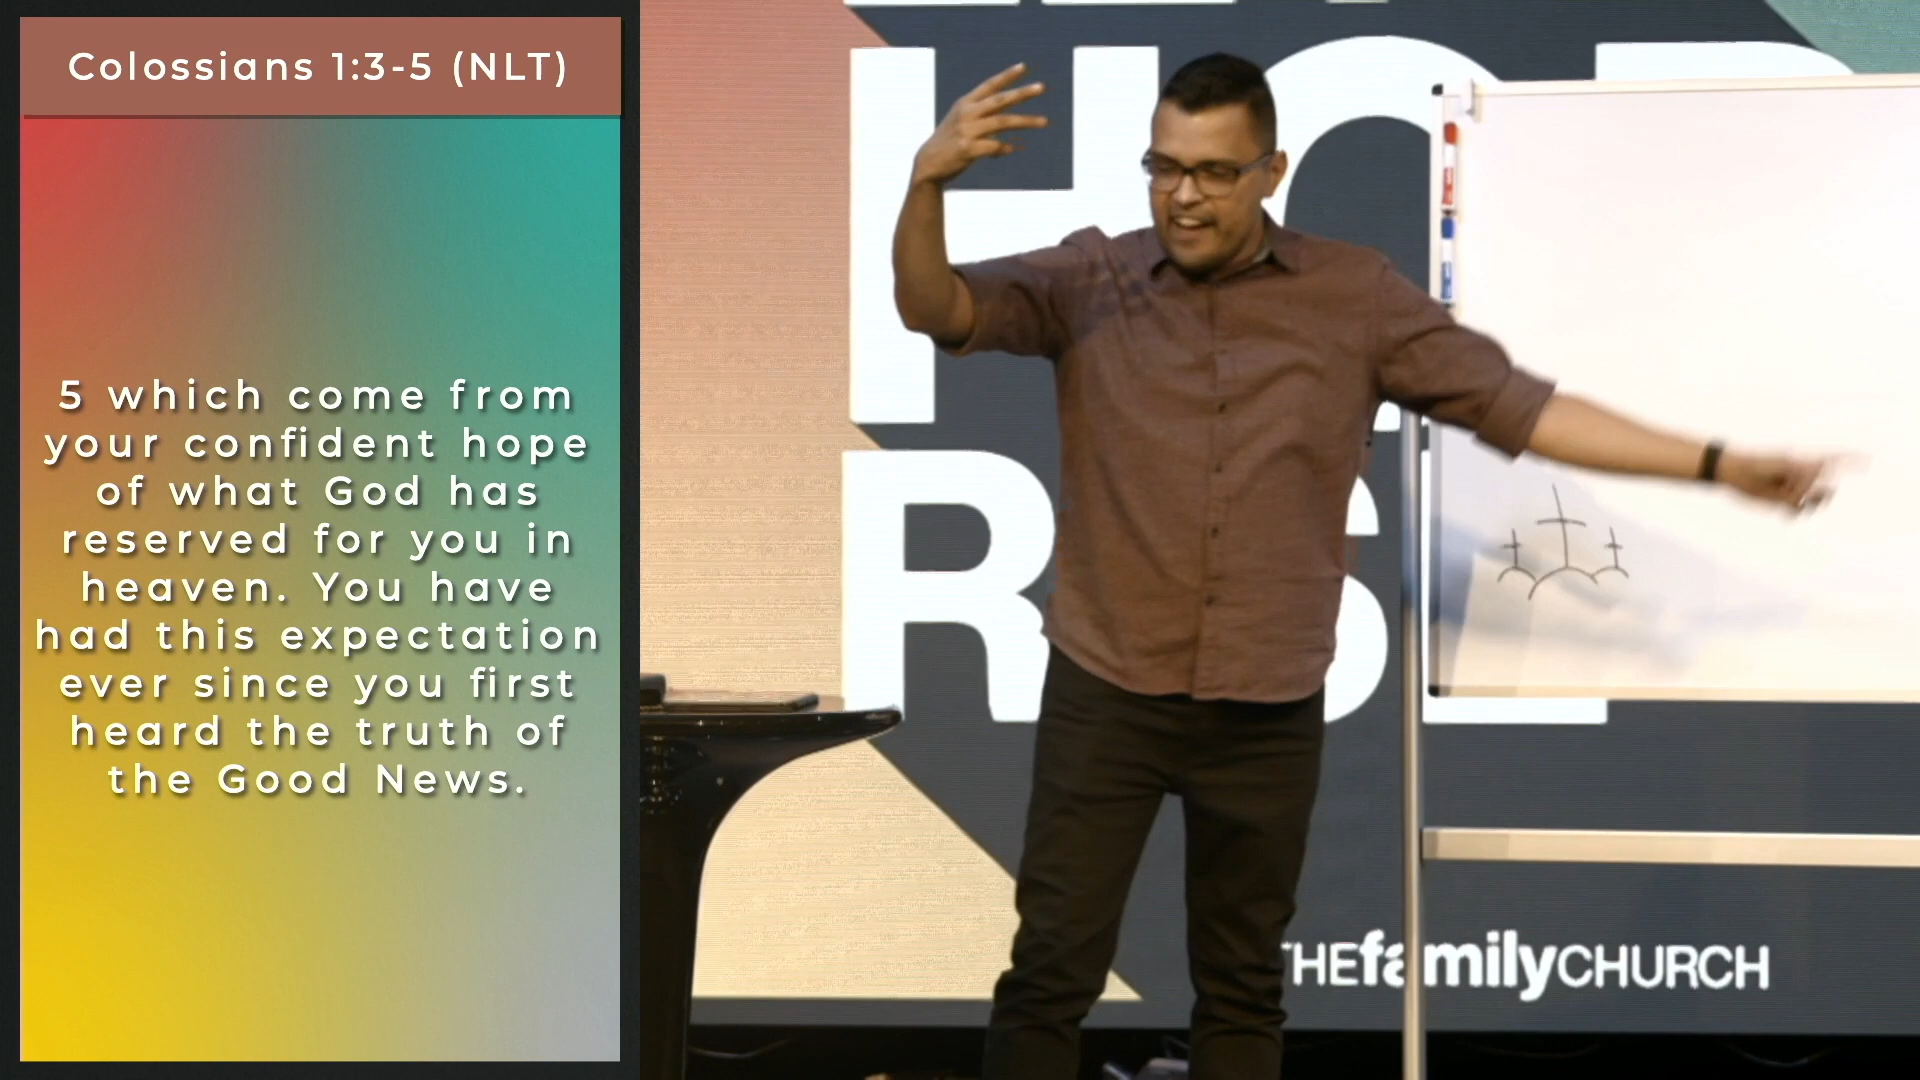 Colossians 1:3-5 (NLT)
5 which come from
your confident hope
of what God has
reserved for you in
heaven. You have
had this expectation
ever since you first
heard the truth of
the Good News.
THEfamilyCHURCH